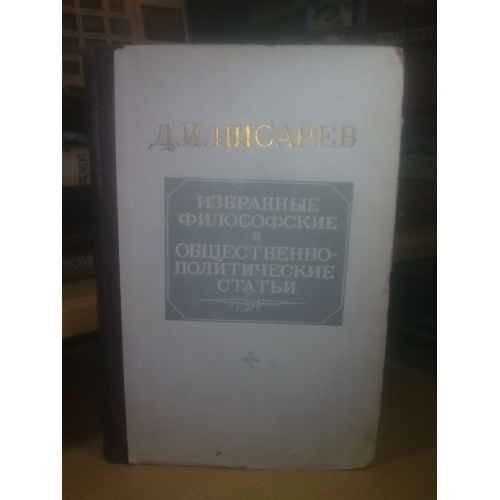 Д.И. ПИСАРЕВ
ИЗБРАННЫЕ
ФИЛОСОФСКИЕ
и
ОБЩЕСТВЕННО-
ПОЛИТИЧЕСКИЕ
СТАТЬИ